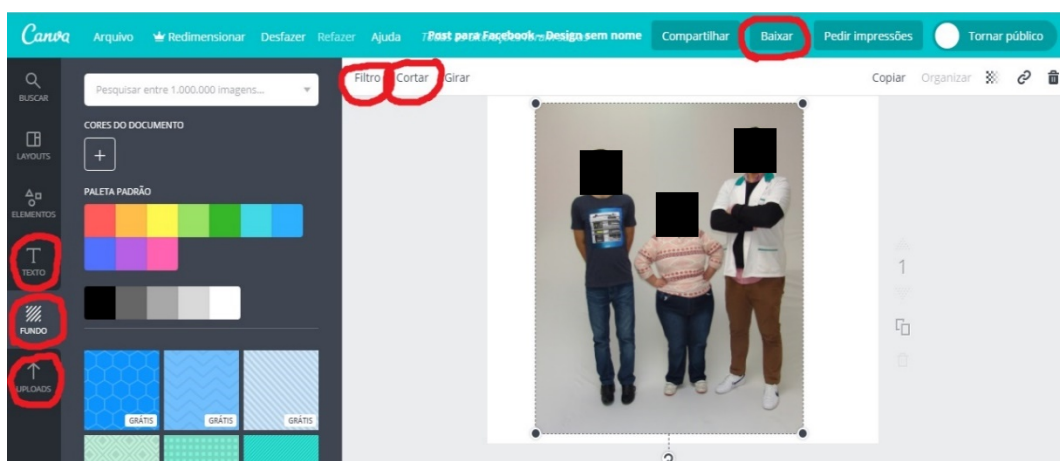 Canva Arquivo Redimensionar Desfazer Refazer Ajuda Post para Facebook - Design sem nome Compartilhar Baixar Pedir impressões Tornar público
Filtro Cortar Girar Copiar Organizar
BUSCAR
Pesquisar entre 1.000.000 imagens...
CORES DO DOCUMENTO
+
LAYOUTS
PALETA PADRÃO
ELEMENTOS
TEXTO
1
FUNDO
UPLOADS
GRÁTIS GRÁTIS GRÁTIS